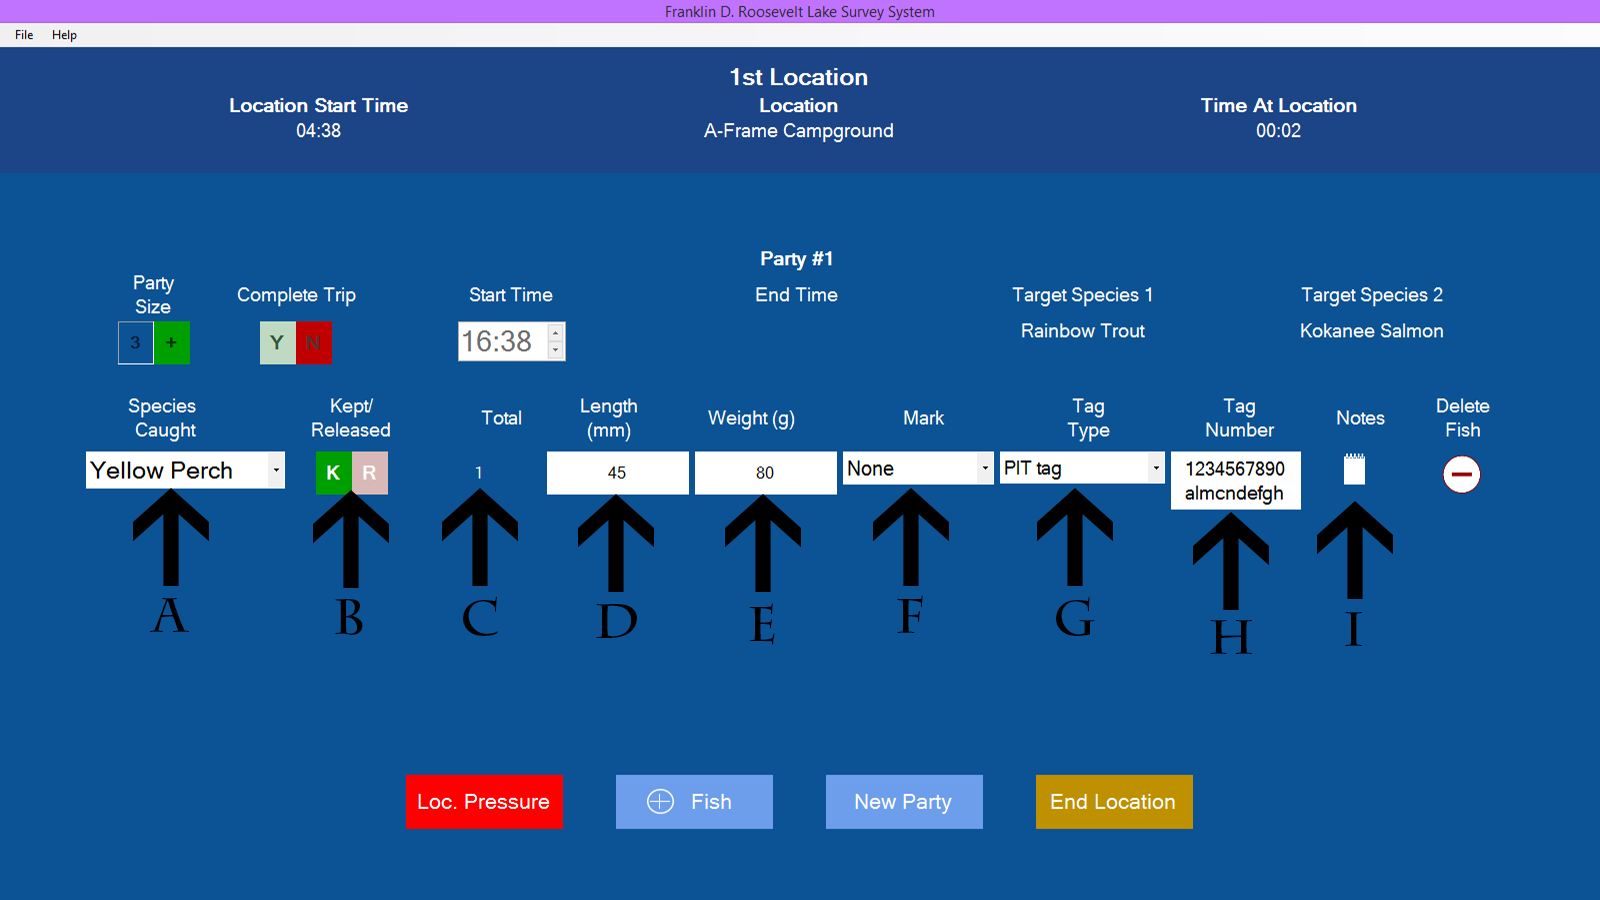 Franklin D. Roosevelt Lake Survey System
File Help
1st Location
Location Start Time Location Time At Location
04:38 A-Frame Campground 00:02
Party #1
Party
Size
Complete Trip Start Time End Time Target Species 1 Target Species 2
3 + Y N 16:38 Rainbow Trout Kokanee Salmon
Species
Caught
Kept/
Released
Total
Length
(mm)
Weight (g)
Mark
Tag
Type
Tag
Number
Notes
Delete
Fish
Yellow Perch K R 1 45 80 None PIT tag
1234567890
almcndefgh
A B C D E F G H I
Loc. Pressure Fish New Party End Location